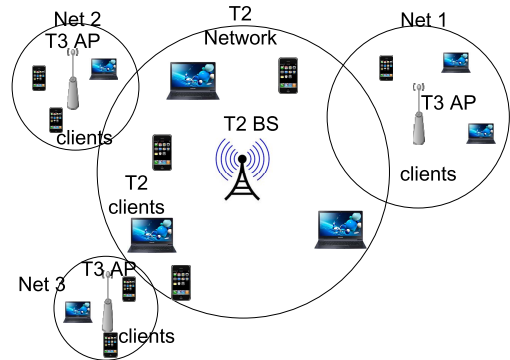 Net 2
T3 AP
clients
T2
Network
T2 BS
T2
clients
Net 1
T3 AP
clients
Net 3
T3 AP
clients